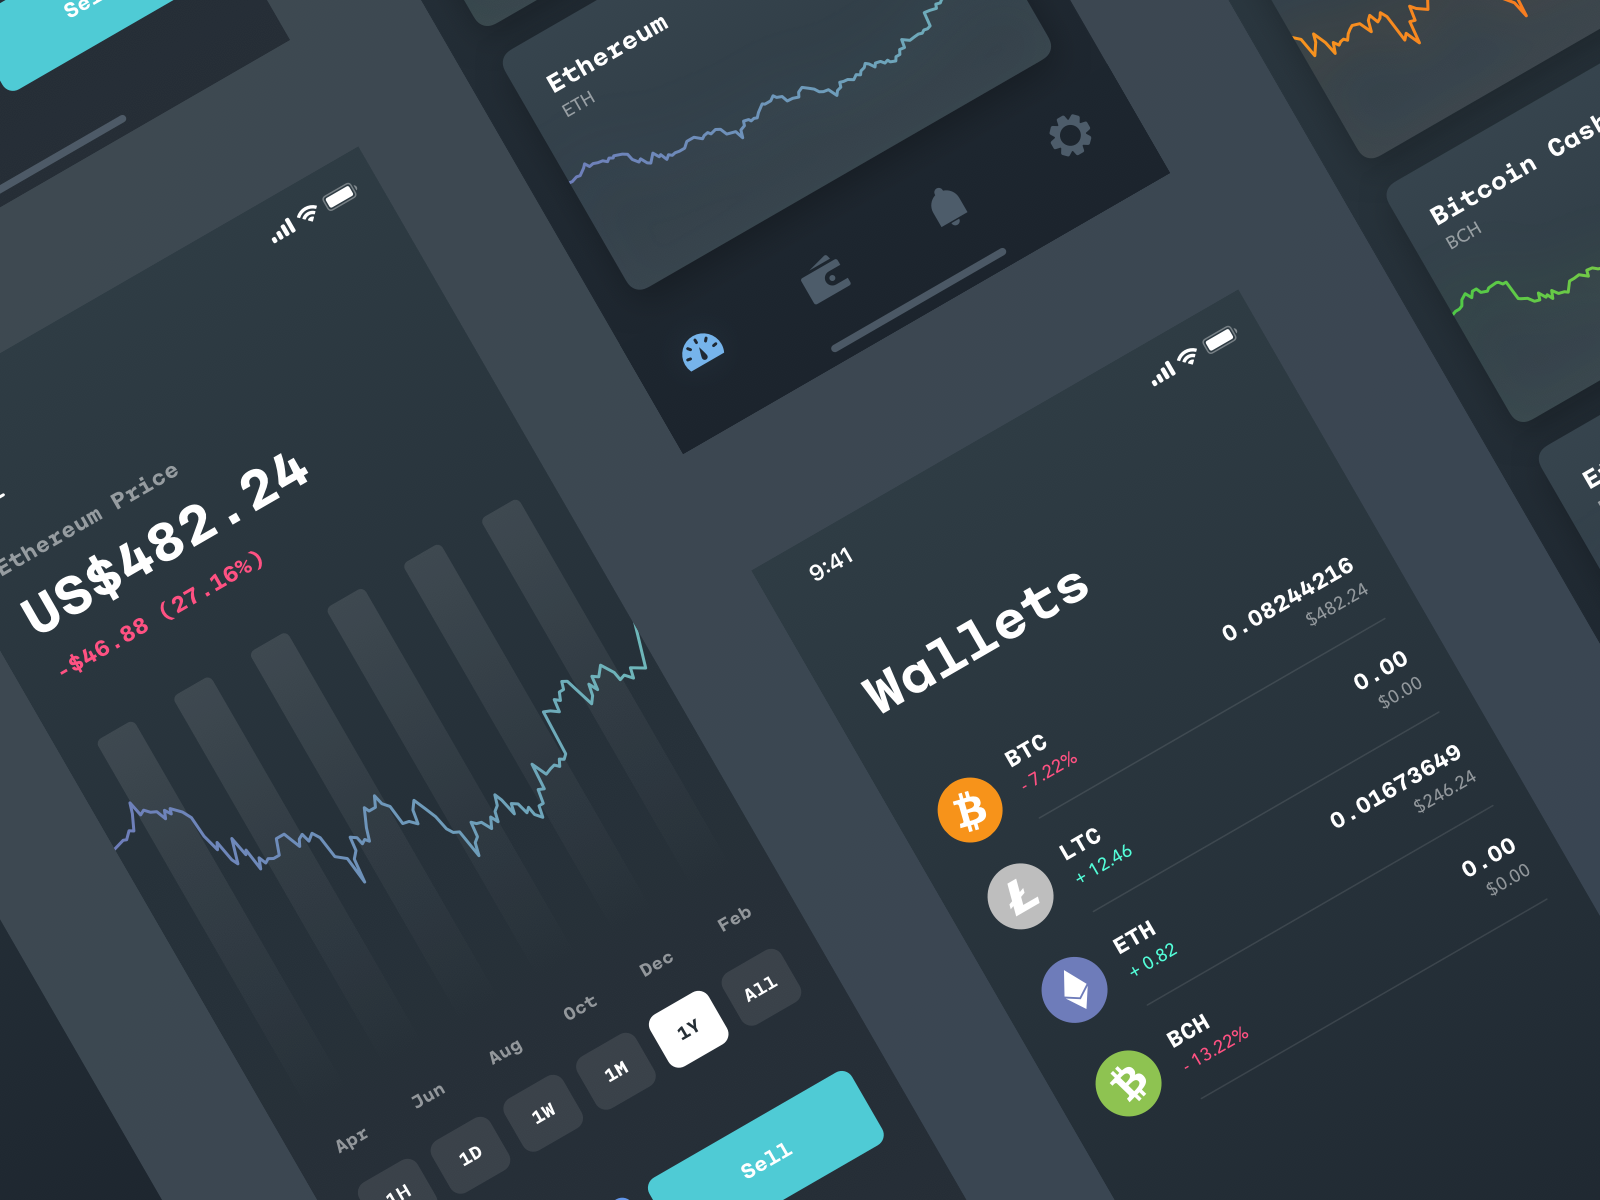 Ethereum
ETH
Bitcoin Cash
BCH
Ethereum Price
US$482.24
-$46.88 (27.16%)
Apr
Jun
Aug
Oct
Dec
Feb
1H
1D
1W
1M
1Y
All
Sell
9:41
Wallets
BTC
-7.22%
0.08244216
$482.24
LTC
+12.46
0.00
$0.00
ETH
+0.82
0.01673649
$246.24
BCH
-13.22%
0.00
$0.00